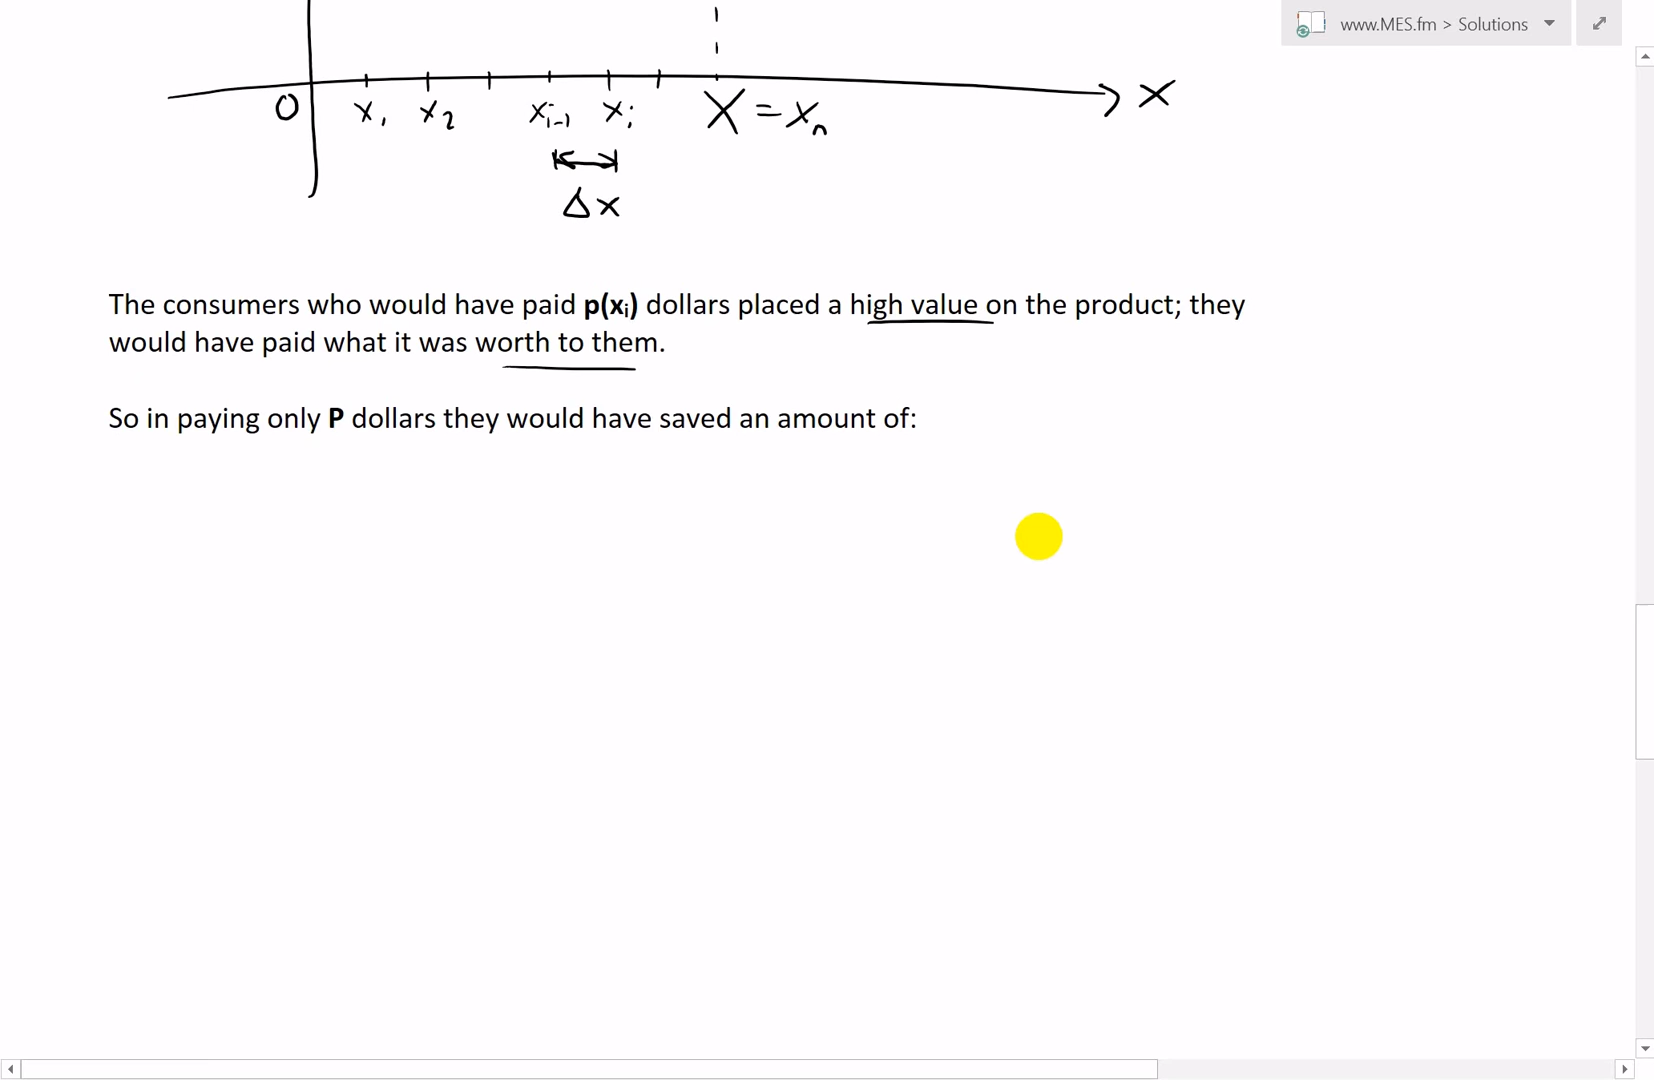 www.MES.fm > Solutions
0 x₁ x₂ xᵢ₋₁ xᵢ X = xₙ x
Δx
The consumers who would have paid p(xᵢ) dollars placed a high value on the product; they
would have paid what it was worth to them.
So in paying only P dollars they would have saved an amount of: